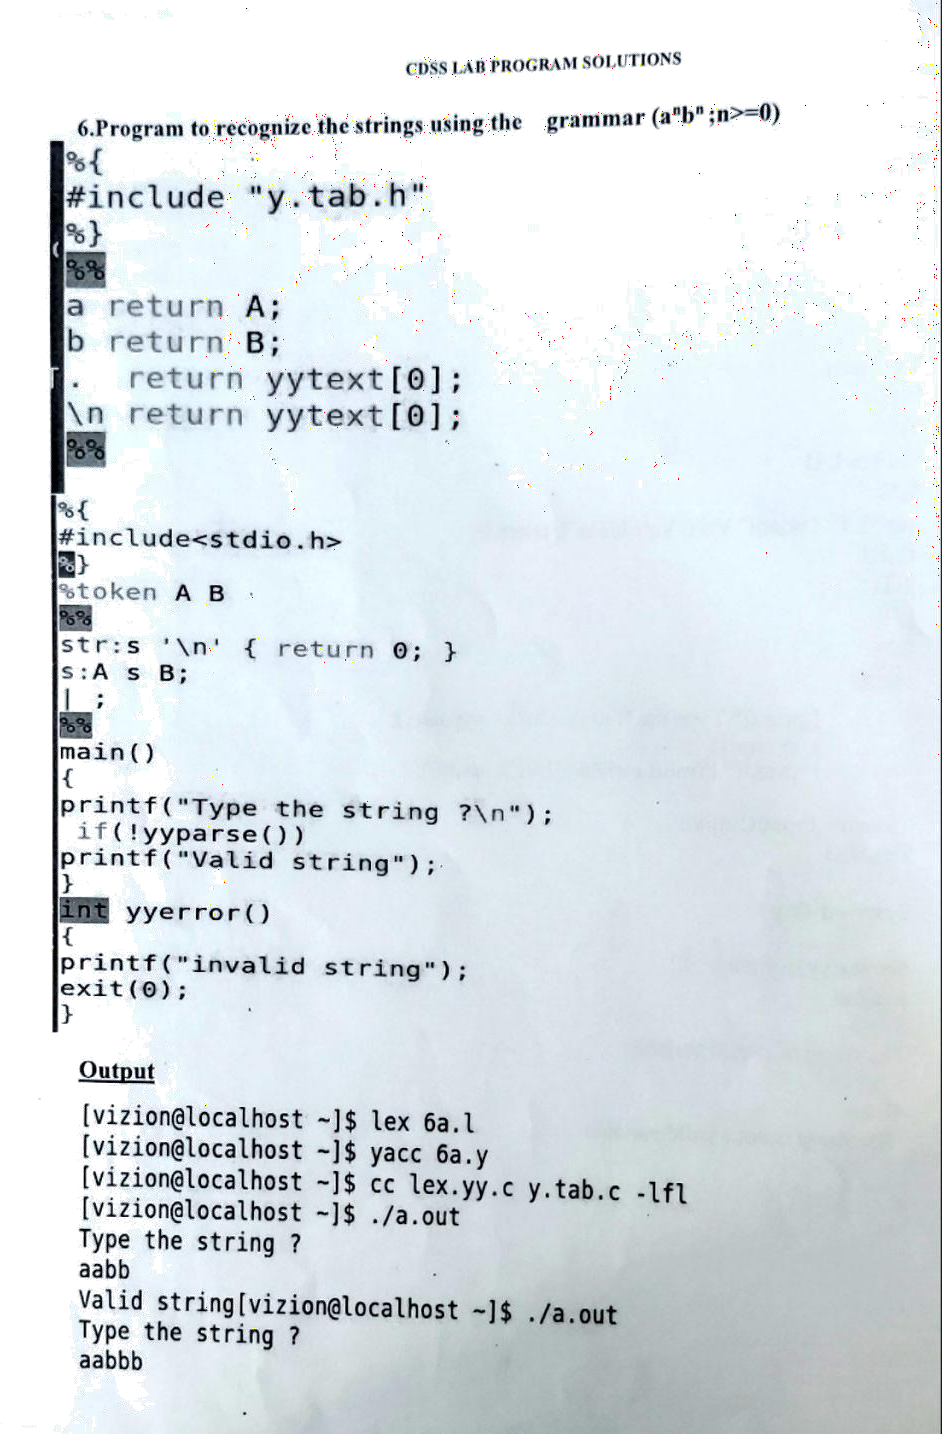 CDSS LAB PROGRAM SOLUTIONS
6.Program to recognize the strings using the grammar (aⁿbⁿ ;n>=0)
%{
#include "y.tab.h"
%}
%%
a return A;
b return B;
. return yytext[0];
\n return yytext[0];
%%
%{
#include<stdio.h>
%}
%token A B
%%
str:s '\n' { return 0; }
s:A s B;
| ;
%%
main()
{
printf("Type the string ?\n");
if(!yyparse())
printf("Valid string");
}
int yyerror()
{
printf("invalid string");
exit(0);
}
Output
[vizion@localhost ~]$ lex 6a.l
[vizion@localhost ~]$ yacc 6a.y
[vizion@localhost ~]$ cc lex.yy.c y.tab.c -lfl
[vizion@localhost ~]$ ./a.out
Type the string ?
aabb
Valid string[vizion@localhost ~]$ ./a.out
Type the string ?
aabbb